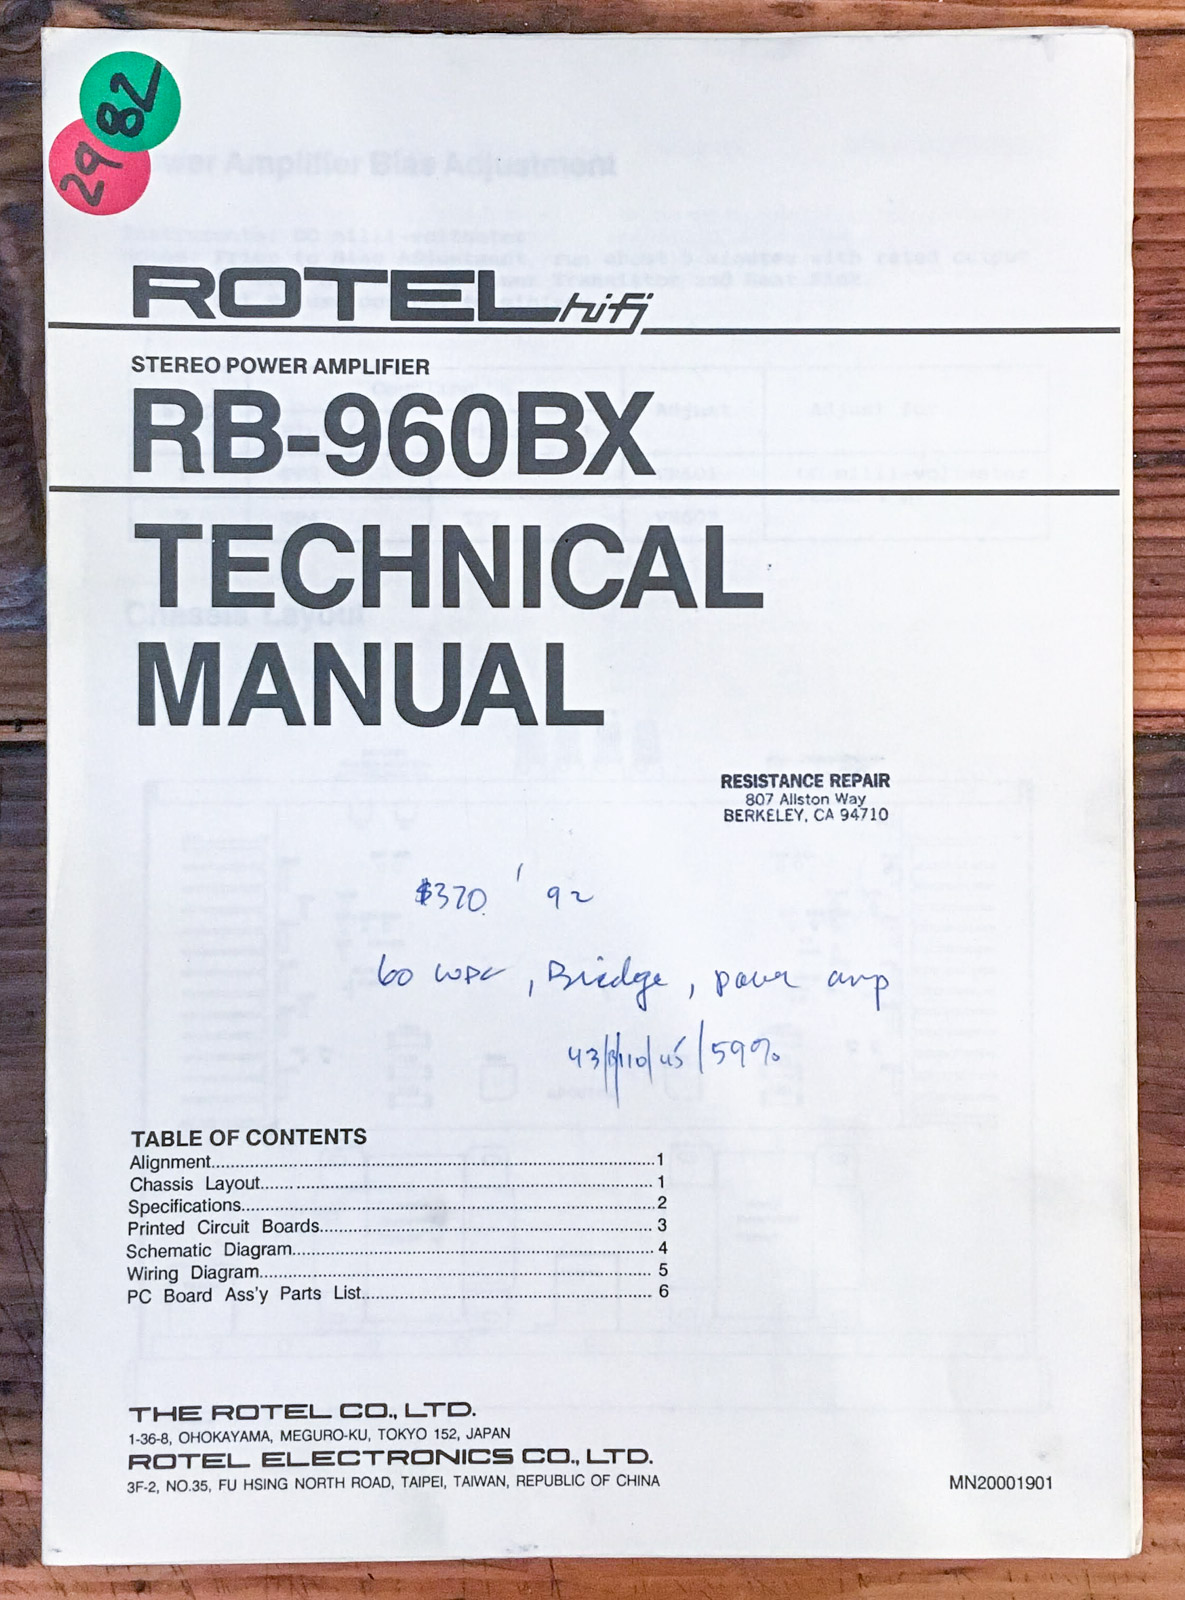 82
29
ROTEL hifi
STEREO POWER AMPLIFIER
RB-960BX
TECHNICAL
MANUAL
RESISTANCE REPAIR
807 Allston Way
BERKELEY, CA 94710
$370 '92
60 WPC, Bridge, power amp
TABLE OF CONTENTS
Alignment 1
Chassis Layout 1
Specifications 2
Printed Circuit Boards 3
Schematic Diagram 4
Wiring Diagram 5
PC Board Ass'y Parts List 6
THE ROTEL CO., LTD.
1-36-8, OHOKAYAMA, MEGURO-KU, TOKYO 152, JAPAN
ROTEL ELECTRONICS CO., LTD.
3F-2, NO.35, FU HSING NORTH ROAD, TAIPEI, TAIWAN, REPUBLIC OF CHINA
MN20001901